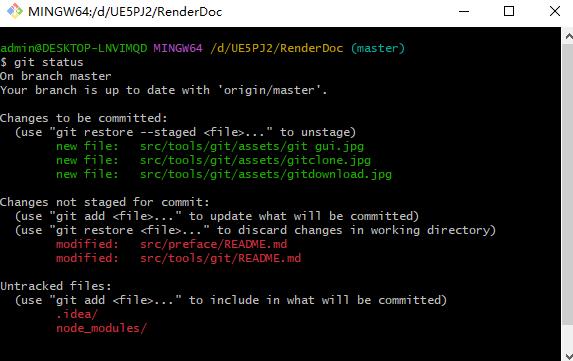 MINGW64:/d/UE5PJ2/RenderDoc
admin@DESKTOP-LNVIMQD MINGW64 /d/UE5PJ2/RenderDoc (master)
$ git status
On branch master
Your branch is up to date with 'origin/master'.
Changes to be committed:
(use "git restore --staged <file>..." to unstage)
new file: src/tools/git/assets/git gui.jpg
new file: src/tools/git/assets/gitclone.jpg
new file: src/tools/git/assets/gitdownload.jpg
Changes not staged for commit:
(use "git add <file>..." to update what will be committed)
(use "git restore <file>..." to discard changes in working directory)
modified: src/preface/README.md
modified: src/tools/git/README.md
Untracked files:
(use "git add <file>..." to include in what will be committed)
.idea/
node_modules/